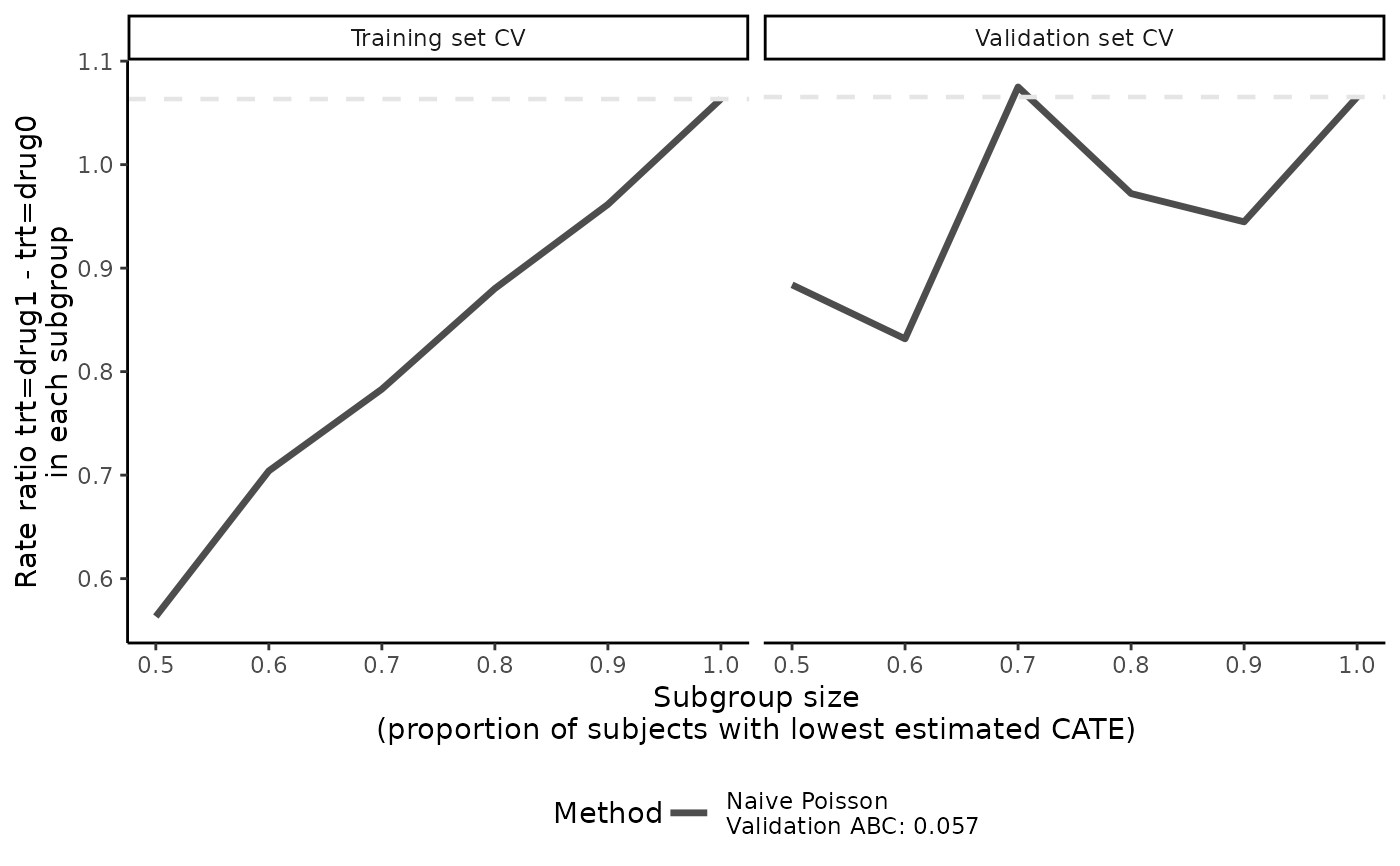 Training set CV
Validation set CV
1.1
1.0
0.9
0.8
0.7
0.6
Rate ratio trt=drug1 - trt=drug0
in each subgroup
0.5 0.6 0.7 0.8 0.9 1.0
0.5 0.6 0.7 0.8 0.9 1.0
Subgroup size
(proportion of subjects with lowest estimated CATE)
Method
Naive Poisson
Validation ABC: 0.057